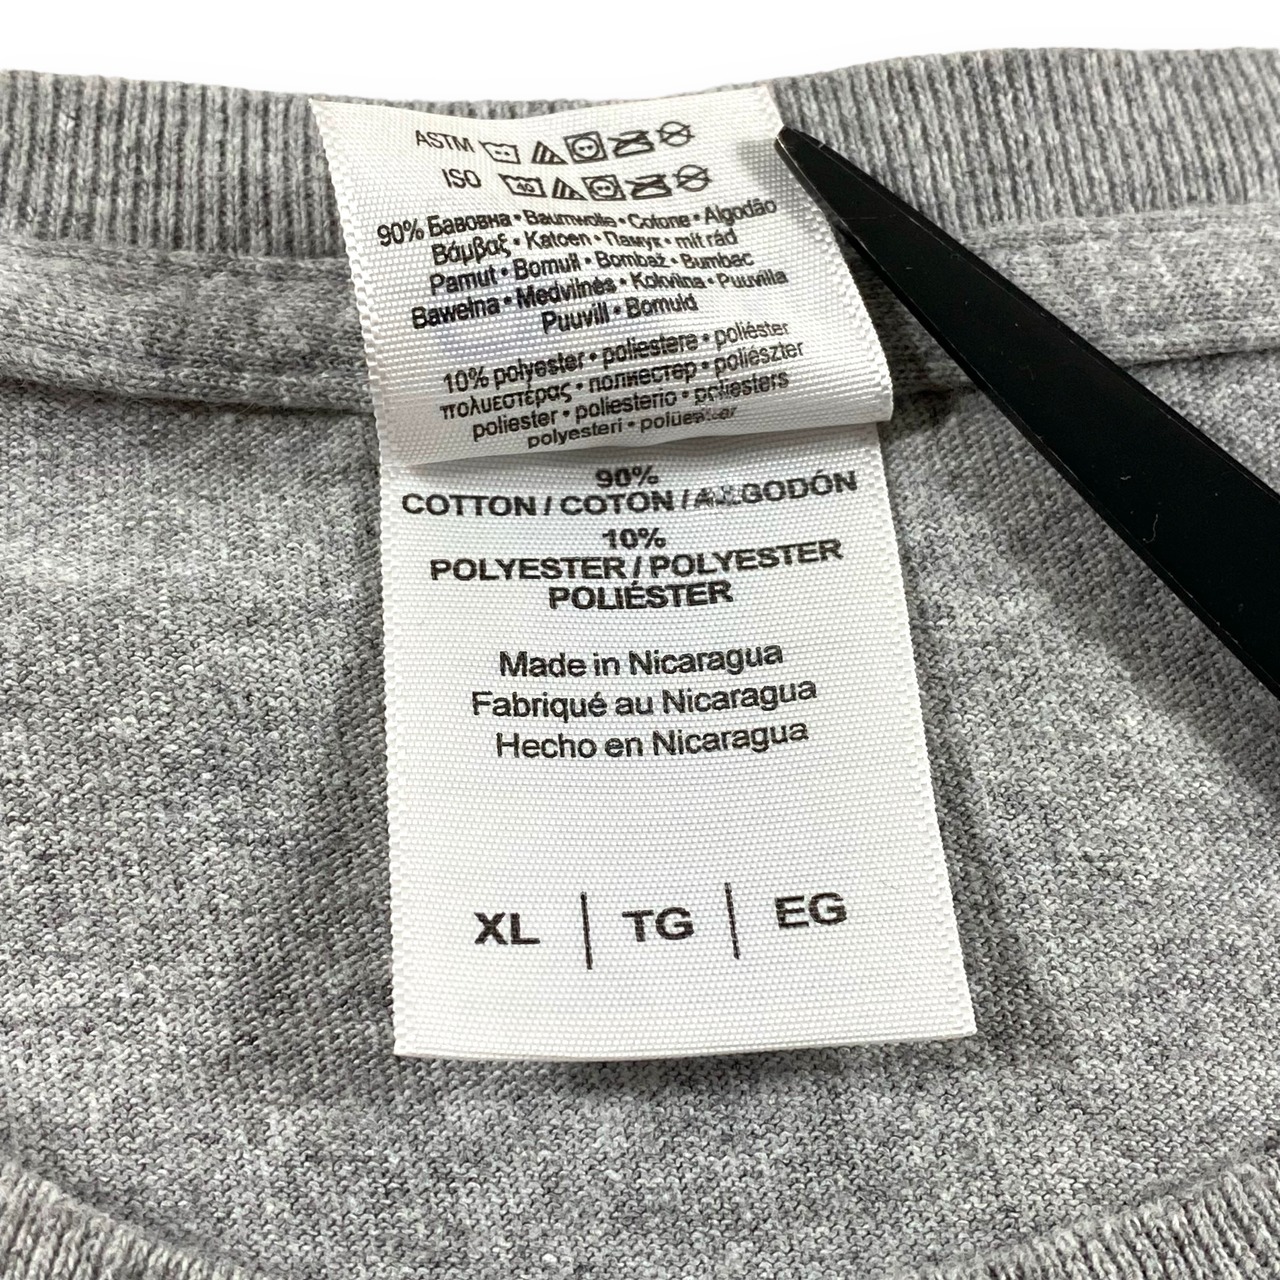 ASTM
ISO 40
90% Бавовна • Baumwolle • Cotone • Algodão
Βάμβαξ • Katoen • Памук • mít rád
Pamut • Bomull • Bombaž • Bumbac
Bawełna • Medvilnės • Kokvilna • Puuvilla
Puuvill • Bomuld
10% polyester • poliestere • poliéster
πολυεστέρας • полиестер • poliészter
poliester • poliesterio • poliesters
polyesteri • polüester
90%
COTTON / COTON / ALGODÓN
10%
POLYESTER / POLYESTER
POLIÉSTER
Made in Nicaragua
Fabriqué au Nicaragua
Hecho en Nicaragua
XL | TG | EG